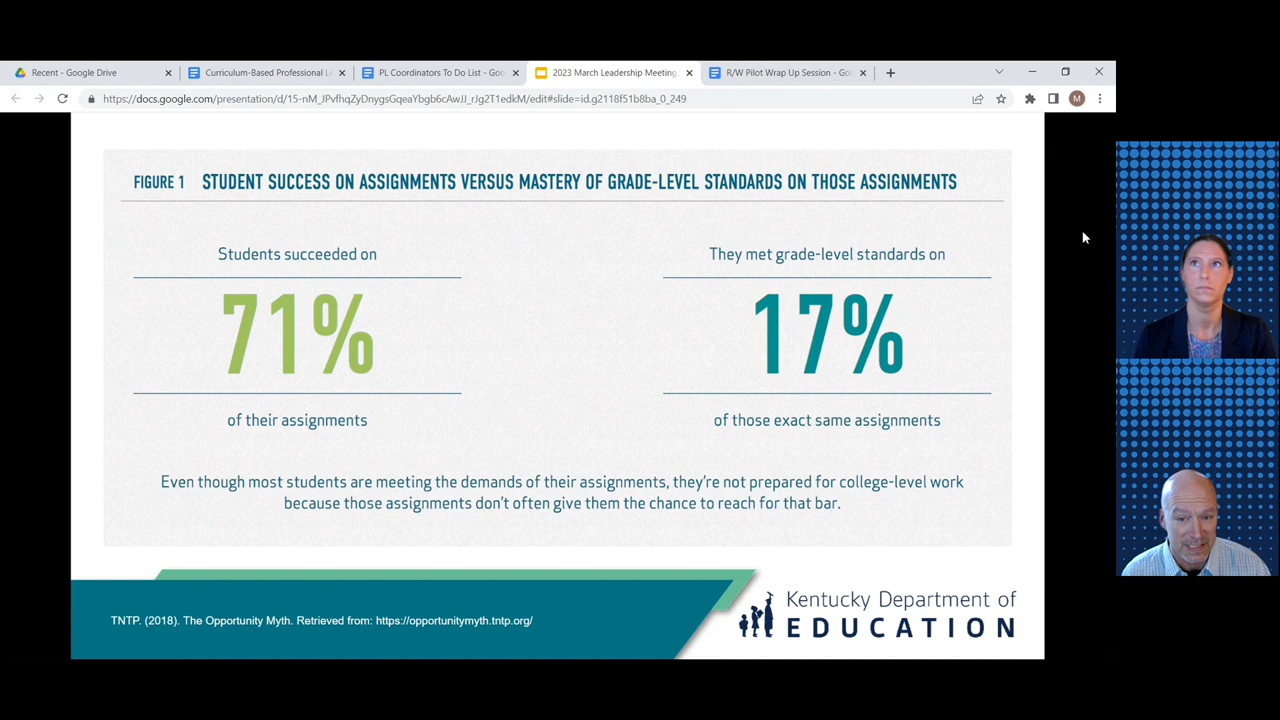 Recent - Google Drive
Curriculum-Based Professional L
PL Coordinators To Do List - Goo
2023 March Leadership Meeting
R/W Pilot Wrap Up Session - Go
https://docs.google.com/presentation/d/15-nM_JPvfhqZyDnygsGqeaYbgb6cAwJJ_rJg2T1edkM/edit#slide=id.g2118f51b8ba_0_249
M
FIGURE 1 STUDENT SUCCESS ON ASSIGNMENTS VERSUS MASTERY OF GRADE-LEVEL STANDARDS ON THOSE ASSIGNMENTS
Students succeeded on
71%
of their assignments
They met grade-level standards on
17%
of those exact same assignments
Even though most students are meeting the demands of their assignments, they're not prepared for college-level work
because those assignments don't often give them the chance to reach for that bar.
TNTP. (2018). The Opportunity Myth. Retrieved from: https://opportunitymyth.tntp.org/
Kentucky Department of
EDUCATION